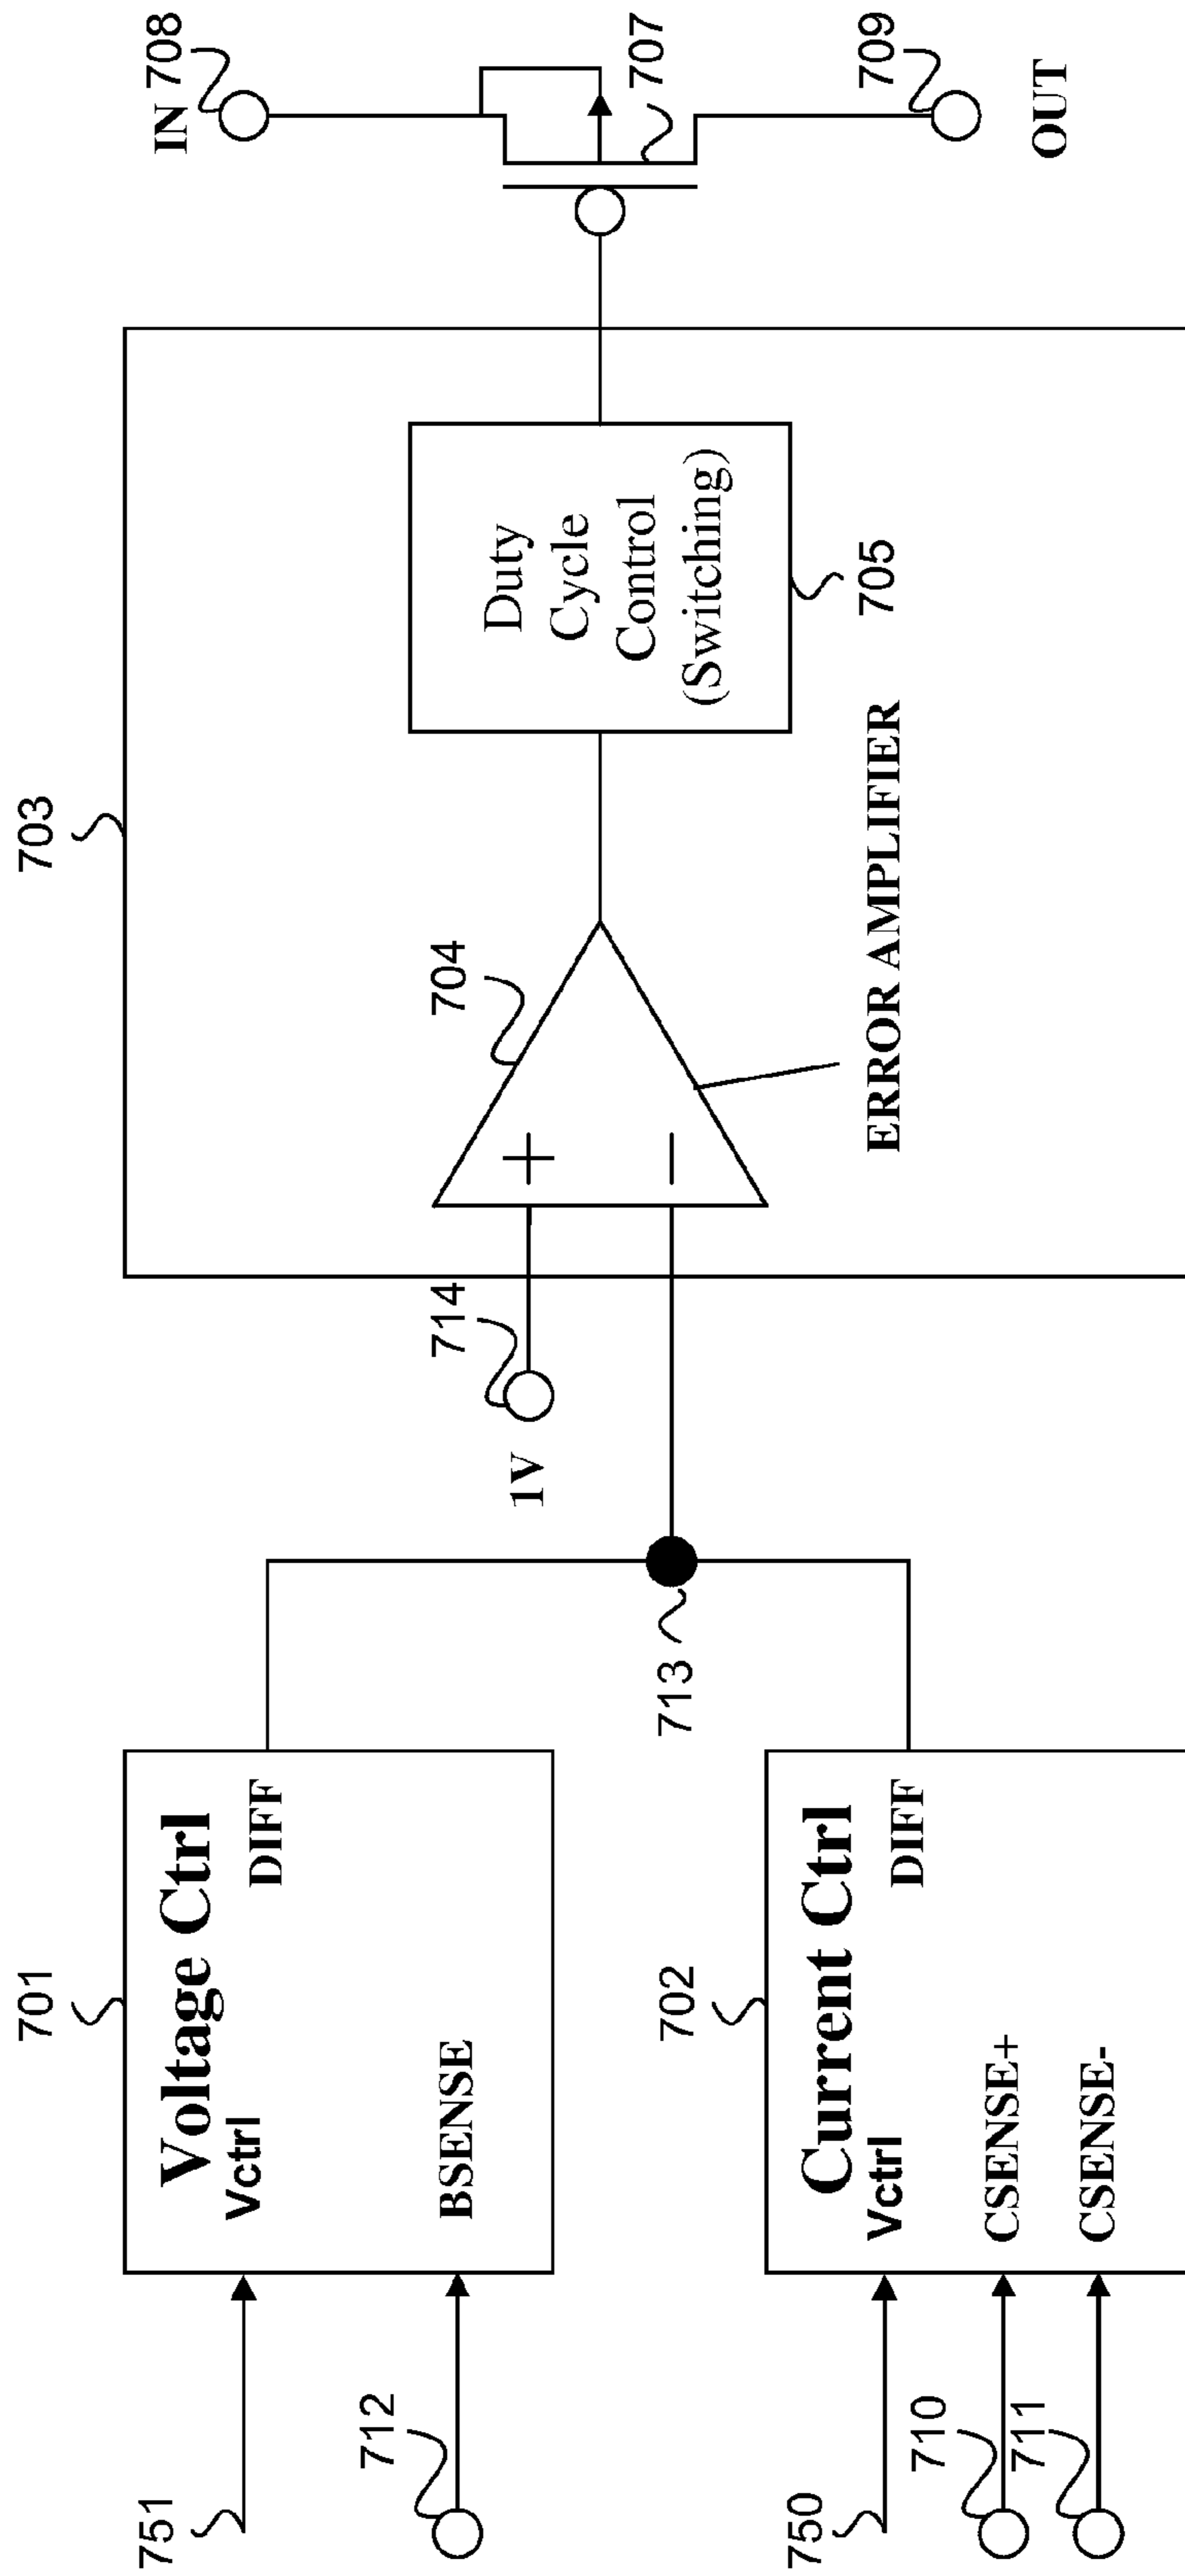 703
701
Voltage Ctrl
Vctrl
DIFF
BSENSE
751
712
702
Current Ctrl
Vctrl
DIFF
CSENSE+
CSENSE-
750
710
711
713
1V
714
+
−
704
ERROR AMPLIFIER
Duty
Cycle
Control
(Switching)
705
IN
708
707
709
OUT